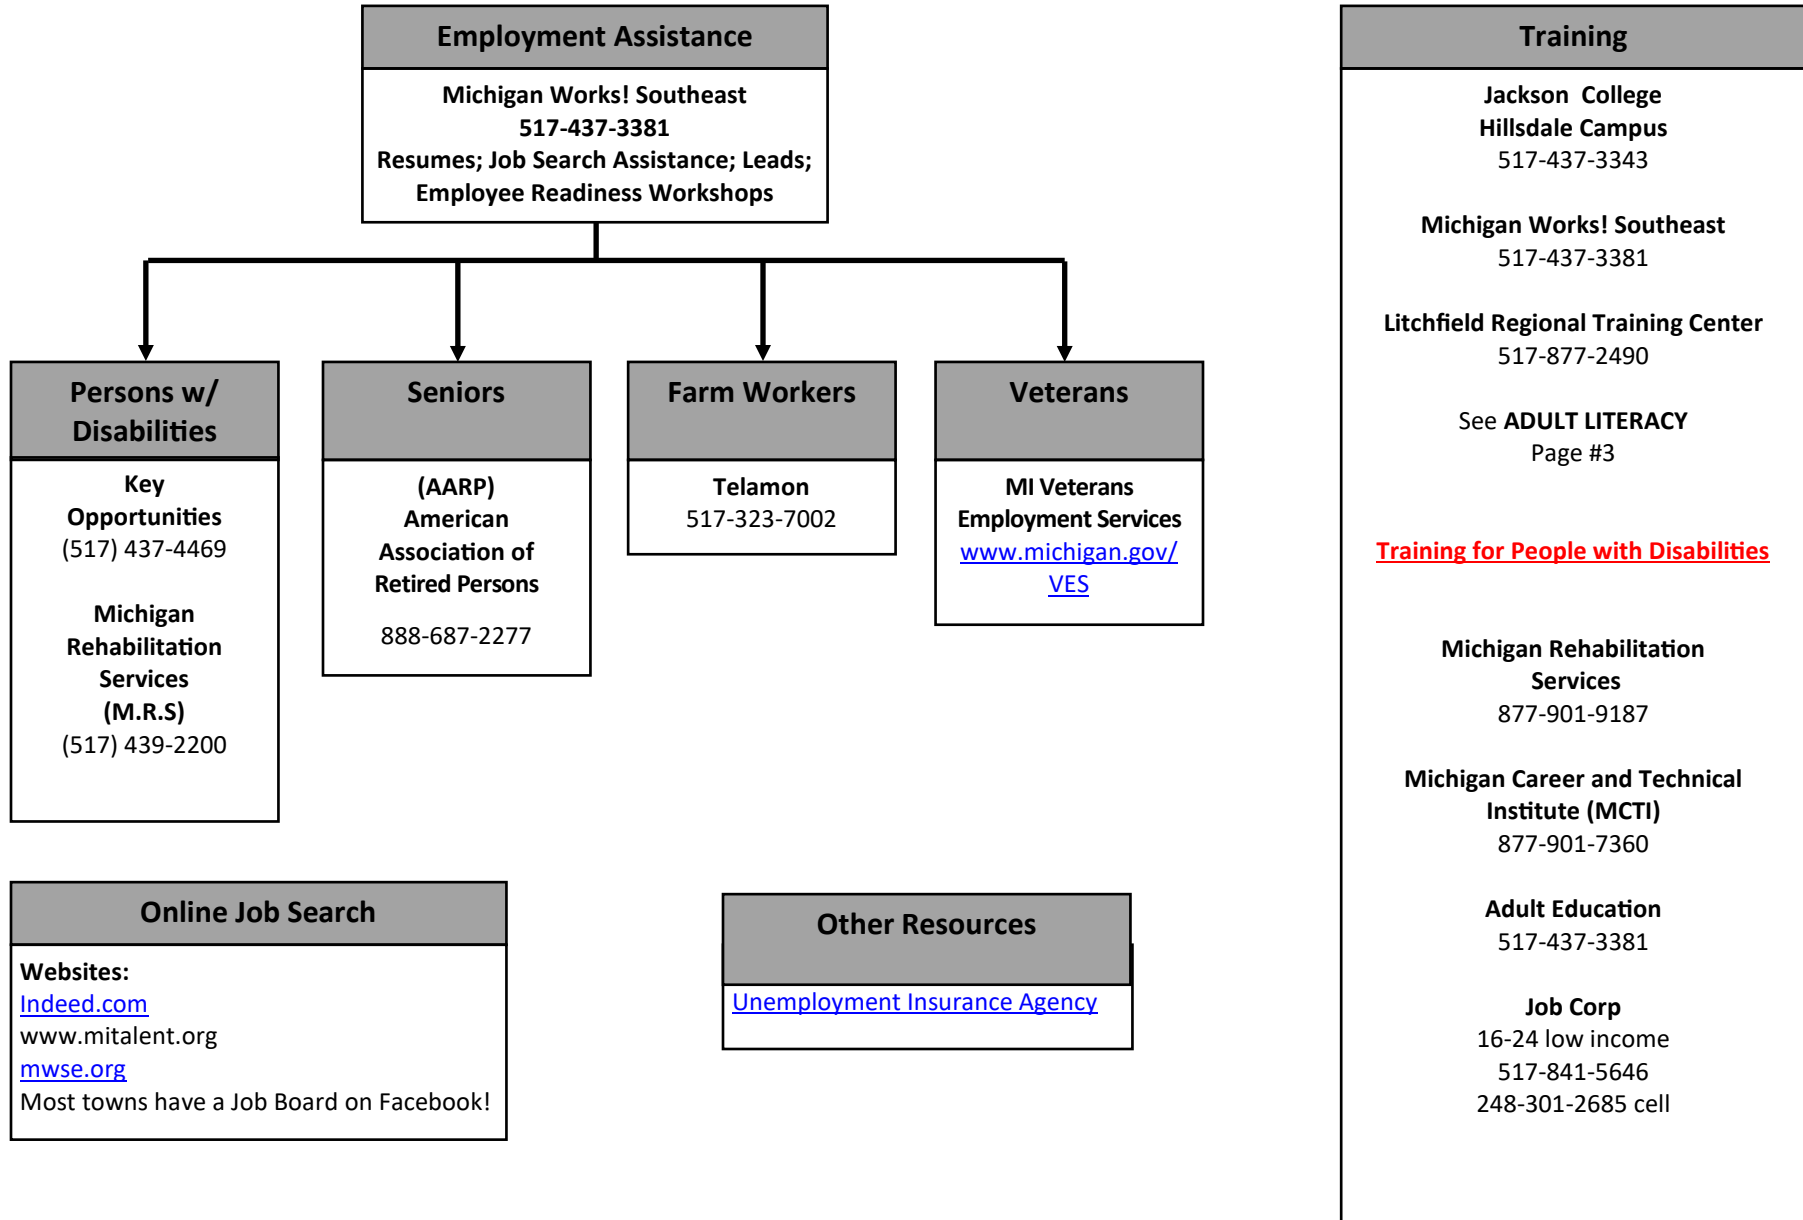 Employment Assistance
Michigan Works! Southeast
517-437-3381
Resumes; Job Search Assistance; Leads;
Employee Readiness Workshops
Persons w/
Disabilities
Key
Opportunities
(517) 437-4469
Michigan
Rehabilitation
Services
(M.R.S)
(517) 439-2200
Seniors
(AARP)
American
Association of
Retired Persons
888-687-2277
Farm Workers
Telamon
517-323-7002
Veterans
MI Veterans
Employment Services
www.michigan.gov/
VES
Online Job Search
Websites:
Indeed.com
www.mitalent.org
mwse.org
Most towns have a Job Board on Facebook!
Other Resources
Unemployment Insurance Agency
Training
Jackson College
Hillsdale Campus
517-437-3343
Michigan Works! Southeast
517-437-3381
Litchfield Regional Training Center
517-877-2490
See ADULT LITERACY
Page #3
Training for People with Disabilities
Michigan Rehabilitation
Services
877-901-9187
Michigan Career and Technical
Institute (MCTI)
877-901-7360
Adult Education
517-437-3381
Job Corp
16-24 low income
517-841-5646
248-301-2685 cell